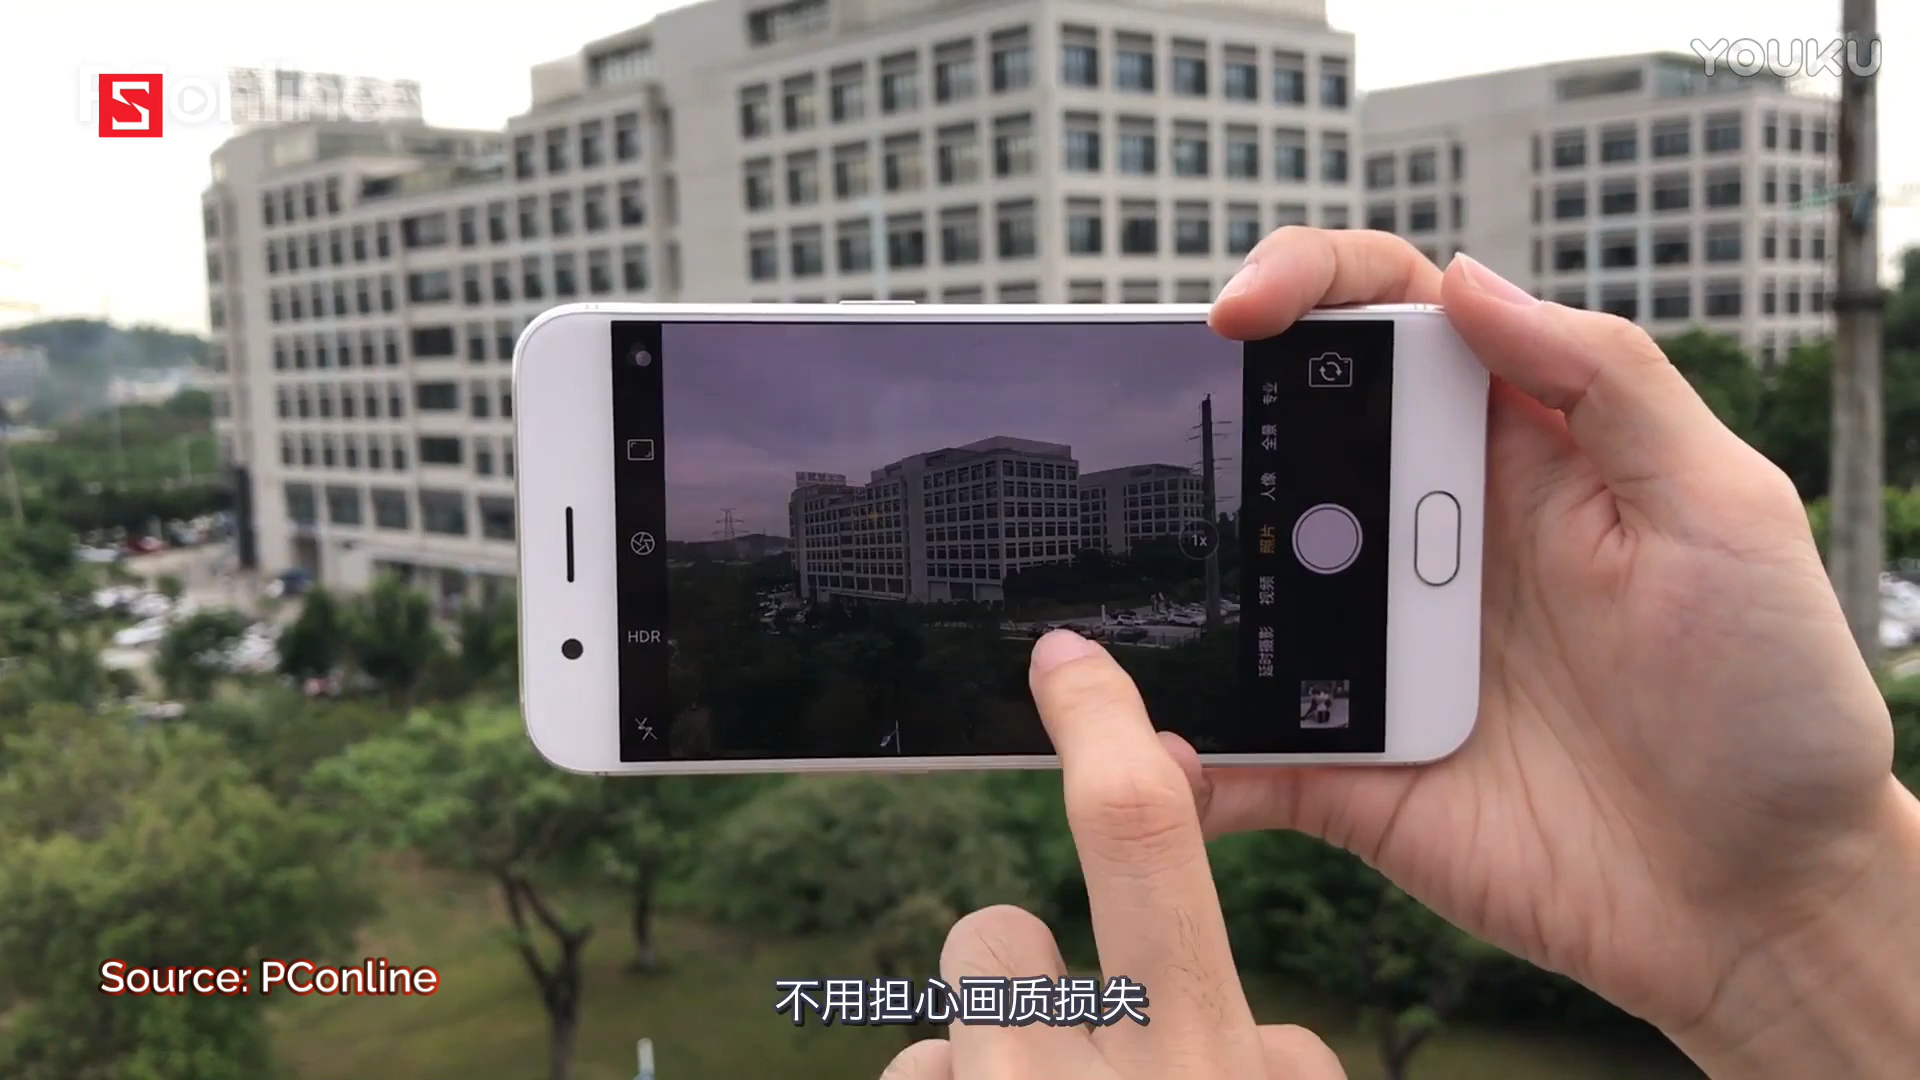 PConline
YOUKU
HDR
1x
专业
全景
人像
照片
视频
延时摄影
Source: PConline
不用担心画质损失